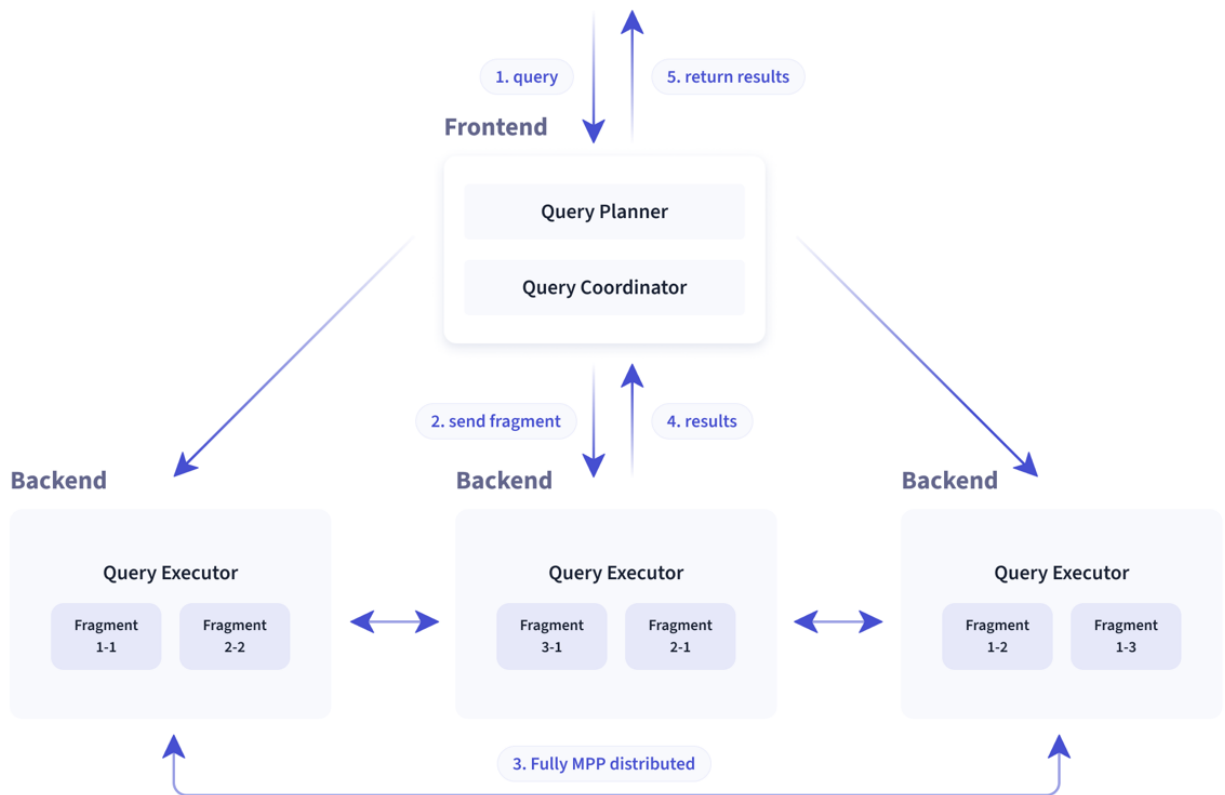 1. query
5. return results
Frontend
Query Planner
Query Coordinator
2. send fragment
4. results
Backend
Backend
Backend
Query Executor
Fragment
1-1
Fragment
2-2
Query Executor
Fragment
3-1
Fragment
2-1
Query Executor
Fragment
1-2
Fragment
1-3
3. Fully MPP distributed